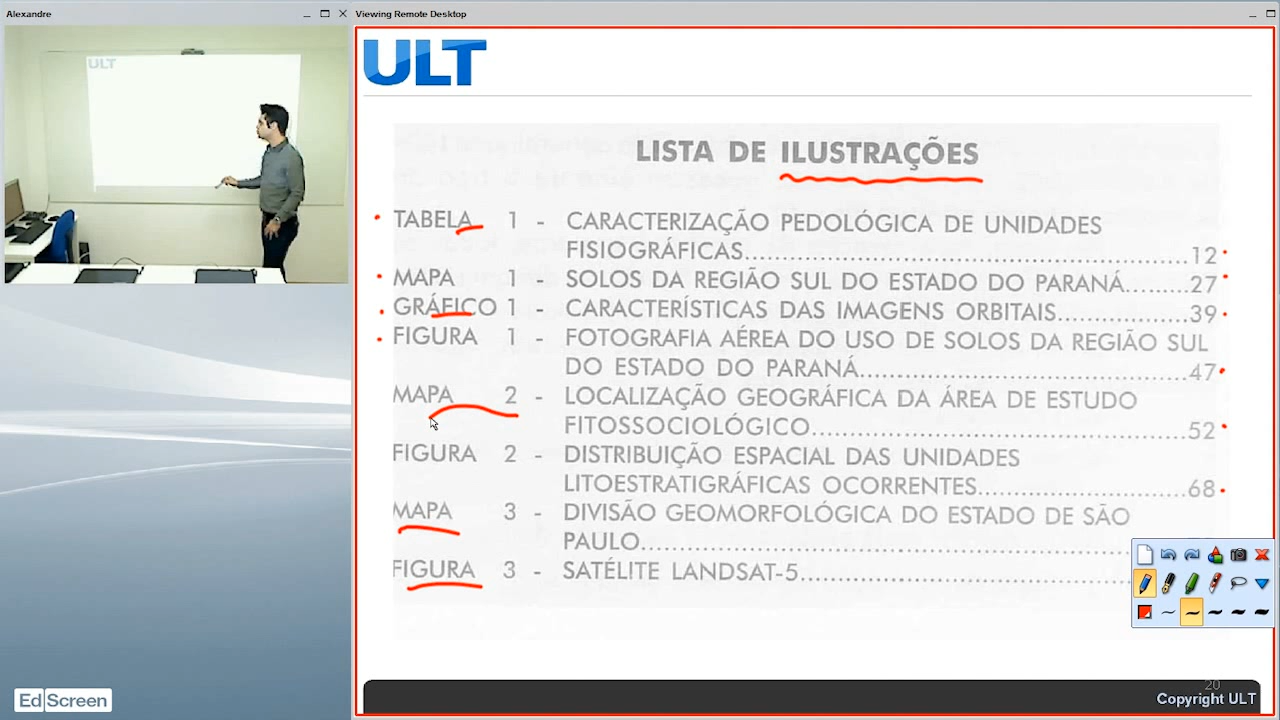 Alexandre
Viewing Remote Desktop
ULT
ULT
LISTA DE ILUSTRAÇÕES
TABELA 1 - CARACTERIZAÇÃO PEDOLÓGICA DE UNIDADES
FISIOGRÁFICAS...........................................................12
MAPA 1 - SOLOS DA REGIÃO SUL DO ESTADO DO PARANÁ.........27
GRÁFICO 1 - CARACTERÍSTICAS DAS IMAGENS ORBITAIS.................39
FIGURA 1 - FOTOGRAFIA AÉREA DO USO DE SOLOS DA REGIÃO SUL
DO ESTADO DO PARANÁ...........................................47
MAPA 2 - LOCALIZAÇÃO GEOGRÁFICA DA ÁREA DE ESTUDO
FITOSSOCIOLÓGICO..................................................52
FIGURA 2 - DISTRIBUIÇÃO ESPACIAL DAS UNIDADES
LITOESTRATIGRÁFICAS OCORRENTES...........................68
MAPA 3 - DIVISÃO GEOMORFOLÓGICA DO ESTADO DE SÃO
PAULO.................................................................
FIGURA 3 - SATÉLITE LANDSAT-5...........................................
20
Copyright ULT
EdScreen